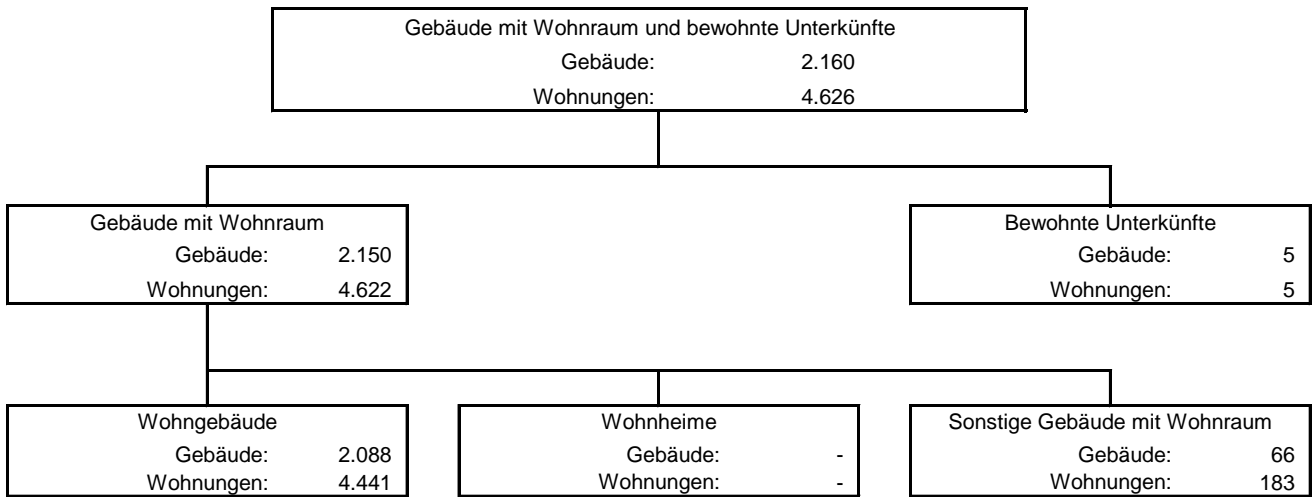 Gebäude mit Wohnraum und bewohnte Unterkünfte
Gebäude: 2.160
Wohnungen: 4.626
Gebäude mit Wohnraum
Gebäude: 2.150
Wohnungen: 4.622
Bewohnte Unterkünfte
Gebäude: 5
Wohnungen: 5
Wohngebäude
Gebäude: 2.088
Wohnungen: 4.441
Wohnheime
Gebäude: -
Wohnungen: -
Sonstige Gebäude mit Wohnraum
Gebäude: 66
Wohnungen: 183